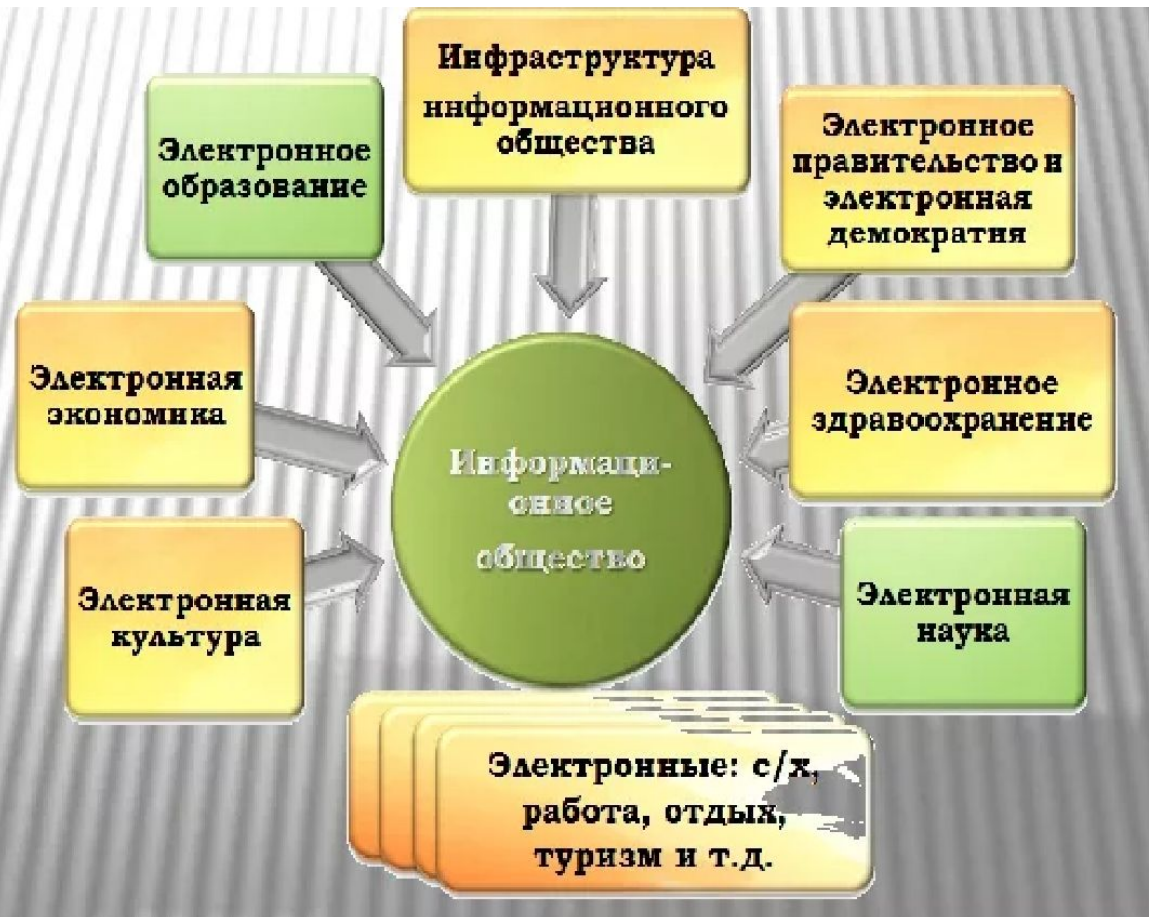 Инфраструктура
информационного
общества
Электронное
образование
Электронное
правительство и
электронная
демократия
Электронная
экономика
Электронное
здравоохранение
Информаци-
онное
общество
Электронная
культура
Электронная
наука
Электронные: с/х,
работа, отдых,
туризм и т.д.